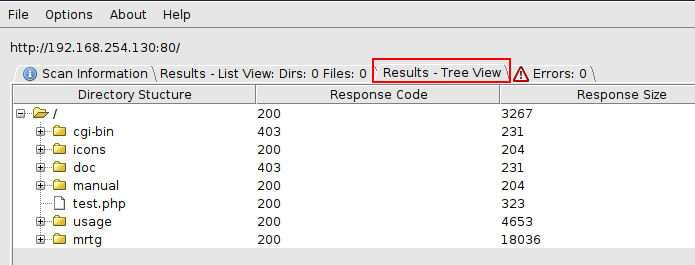 File Options About Help
http://192.168.254.130:80/
Scan Information Results - List View: Dirs: 0 Files: 0 Results - Tree View Errors: 0
Directory Stucture Response Code Response Size
/ 200 3267
cgi-bin 403 231
icons 200 204
doc 403 231
manual 200 204
test.php 200 323
usage 200 4653
mrtg 200 18036